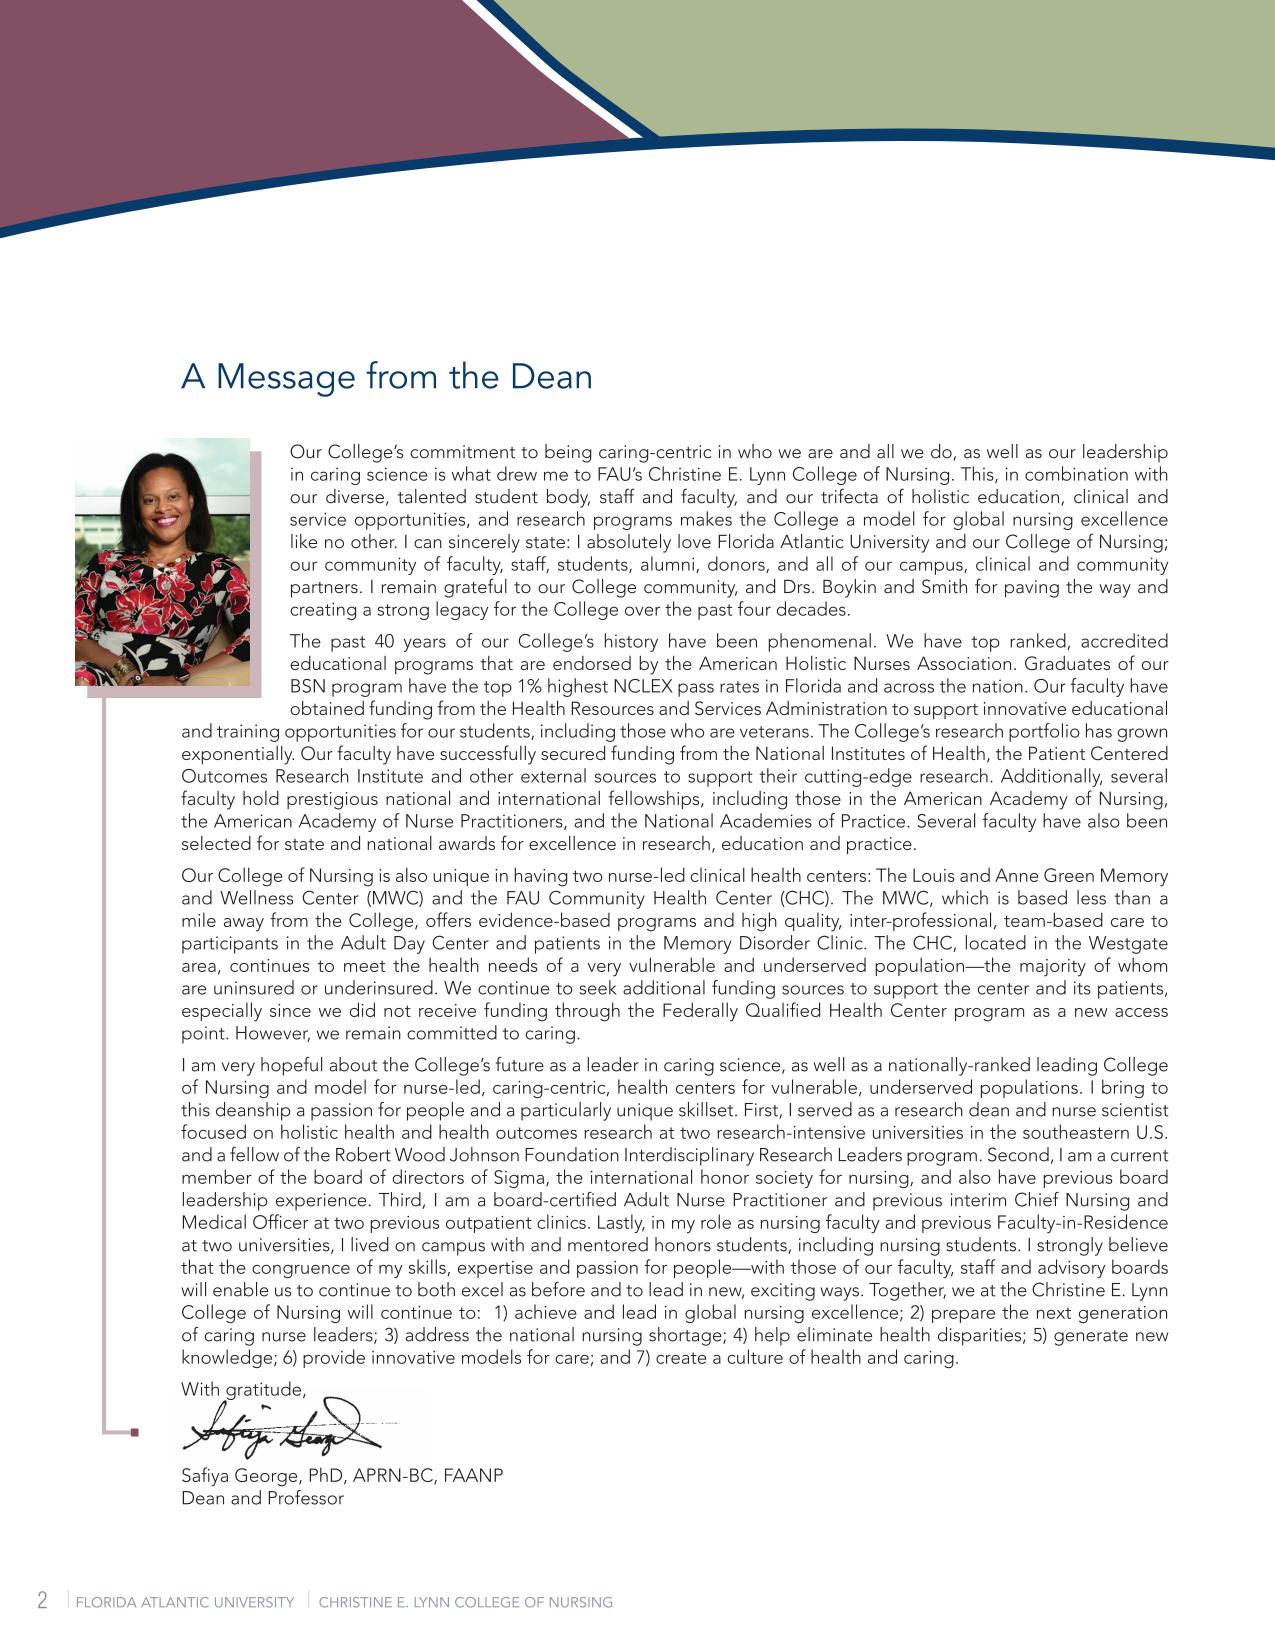 A Message from the Dean
Our College’s commitment to being caring-centric in who we are and all we do, as well as our leadership
in caring science is what drew me to FAU’s Christine E. Lynn College of Nursing. This, in combination with
our diverse, talented student body, staff and faculty, and our trifecta of holistic education, clinical and
service opportunities, and research programs makes the College a model for global nursing excellence
like no other. I can sincerely state: I absolutely love Florida Atlantic University and our College of Nursing;
our community of faculty, staff, students, alumni, donors, and all of our campus, clinical and community
partners. I remain grateful to our College community, and Drs. Boykin and Smith for paving the way and
creating a strong legacy for the College over the past four decades.
The past 40 years of our College’s history have been phenomenal. We have top ranked, accredited
educational programs that are endorsed by the American Holistic Nurses Association. Graduates of our
BSN program have the top 1% highest NCLEX pass rates in Florida and across the nation. Our faculty have
obtained funding from the Health Resources and Services Administration to support innovative educational
and training opportunities for our students, including those who are veterans. The College’s research portfolio has grown
exponentially. Our faculty have successfully secured funding from the National Institutes of Health, the Patient Centered
Outcomes Research Institute and other external sources to support their cutting-edge research. Additionally, several
faculty hold prestigious national and international fellowships, including those in the American Academy of Nursing,
the American Academy of Nurse Practitioners, and the National Academies of Practice. Several faculty have also been
selected for state and national awards for excellence in research, education and practice.
Our College of Nursing is also unique in having two nurse-led clinical health centers: The Louis and Anne Green Memory
and Wellness Center (MWC) and the FAU Community Health Center (CHC). The MWC, which is based less than a
mile away from the College, offers evidence-based programs and high quality, inter-professional, team-based care to
participants in the Adult Day Center and patients in the Memory Disorder Clinic. The CHC, located in the Westgate
area, continues to meet the health needs of a very vulnerable and underserved population—the majority of whom
are uninsured or underinsured. We continue to seek additional funding sources to support the center and its patients,
especially since we did not receive funding through the Federally Qualified Health Center program as a new access
point. However, we remain committed to caring.
I am very hopeful about the College’s future as a leader in caring science, as well as a nationally-ranked leading College
of Nursing and model for nurse-led, caring-centric, health centers for vulnerable, underserved populations. I bring to
this deanship a passion for people and a particularly unique skillset. First, I served as a research dean and nurse scientist
focused on holistic health and health outcomes research at two research-intensive universities in the southeastern U.S.
and a fellow of the Robert Wood Johnson Foundation Interdisciplinary Research Leaders program. Second, I am a current
member of the board of directors of Sigma, the international honor society for nursing, and also have previous board
leadership experience. Third, I am a board-certified Adult Nurse Practitioner and previous interim Chief Nursing and
Medical Officer at two previous outpatient clinics. Lastly, in my role as nursing faculty and previous Faculty-in-Residence
at two universities, I lived on campus with and mentored honors students, including nursing students. I strongly believe
that the congruence of my skills, expertise and passion for people—with those of our faculty, staff and advisory boards
will enable us to continue to both excel as before and to lead in new, exciting ways. Together, we at the Christine E. Lynn
College of Nursing will continue to:  1) achieve and lead in global nursing excellence; 2) prepare the next generation
of caring nurse leaders; 3) address the national nursing shortage; 4) help eliminate health disparities; 5) generate new
knowledge; 6) provide innovative models for care; and 7) create a culture of health and caring.
With gratitude,
Safiya George
Safiya George, PhD, APRN-BC, FAANP
Dean and Professor
2 FLORIDA ATLANTIC UNIVERSITY CHRISTINE E. LYNN COLLEGE OF NURSING